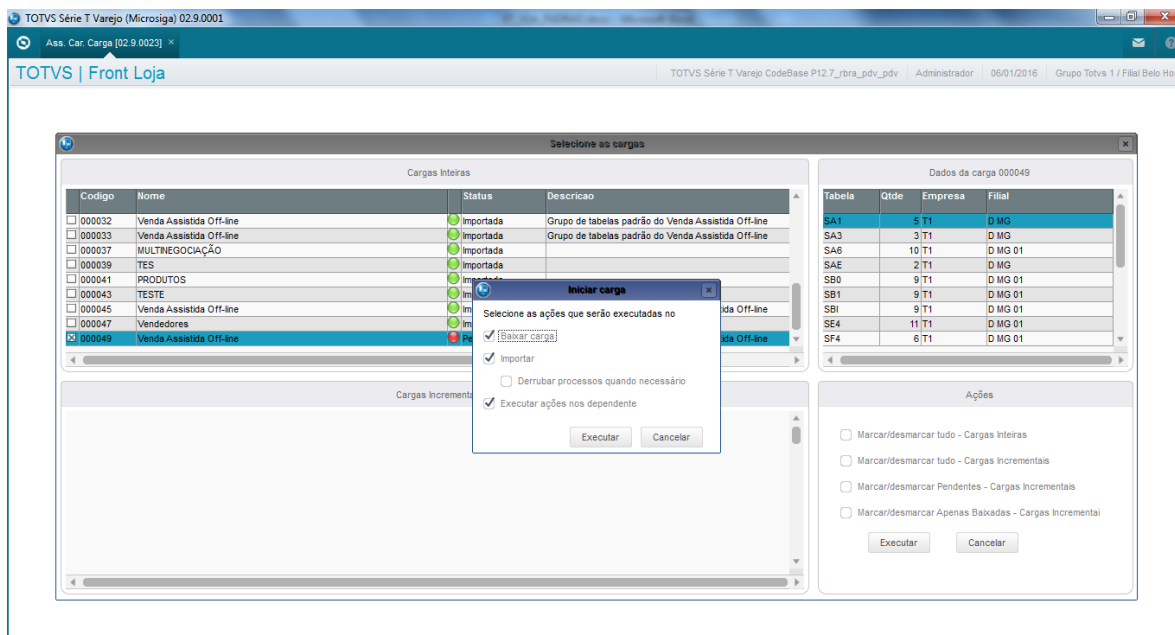 TOTVS Série T Varejo (Microsiga) 02.9.0001
Ass. Car. Carga [02.9.0023] ×
TOTVS | Front Loja
TOTVS Série T Varejo CodeBase P12.7_rbra_pdv_pdv Administrador 06/01/2016 Grupo Totvs 1 / Filial Belo Ho
Selecione as cargas
Cargas Inteiras
Codigo Nome Status Descricao
000032 Venda Assistida Off-line Importada Grupo de tabelas padrão do Venda Assistida Off-line
000033 Venda Assistida Off-line Importada Grupo de tabelas padrão do Venda Assistida Off-line
000037 MULTINEGOCIAÇÃO Importada
000039 TES Importada
000041 PRODUTOS
000043 TESTE Im
000045 Venda Assistida Off-line Im ida Off-line
000047 Vendedores Im
000049 Venda Assistida Off-line Pe ida Off-line
Dados da carga 000049
Tabela Qtde Empresa Filial
SA1 5 T1 D MG
SA3 3 T1 D MG
SA6 10 T1 D MG 01
SAE 2 T1 D MG
SB0 9 T1 D MG 01
SB1 9 T1 D MG 01
SBI 9 T1 D MG 01
SE4 11 T1 D MG 01
SF4 6 T1 D MG 01
Iniciar carga
Selecione as ações que serão executadas no
Baixar carga
Importar
Derrubar processos quando necessário
Executar ações nos dependente
Executar Cancelar
Cargas Incrementa
Ações
Marcar/desmarcar tudo - Cargas Inteiras
Marcar/desmarcar tudo - Cargas Incrementais
Marcar/desmarcar Pendentes - Cargas Incrementais
Marcar/desmarcar Apenas Baixadas - Cargas Incrementai
Executar Cancelar